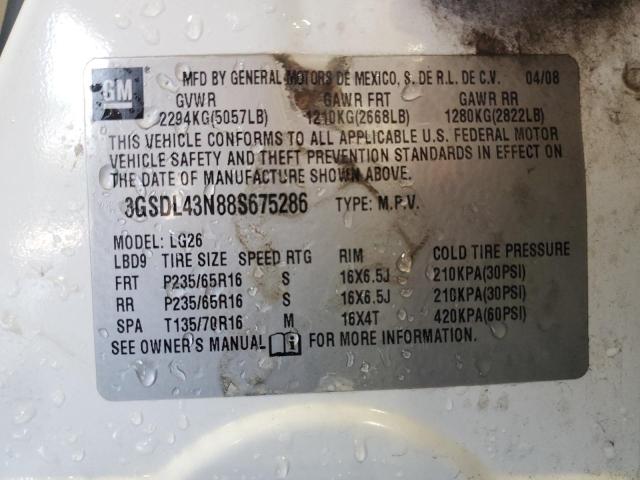 GM
MFD BY GENERAL MOTORS DE MEXICO, S. DE R.L. DE C.V. 04/08
GVWR GAWR FRT GAWR RR
2294KG(5057LB) 1210KG(2668LB) 1280KG(2822LB)
THIS VEHICLE CONFORMS TO ALL APPLICABLE U.S. FEDERAL MOTOR
VEHICLE SAFETY AND THEFT PREVENTION STANDARDS IN EFFECT ON
THE DATE OF MANUFACTURE SHOWN ABOVE.
3GSDL43N88S675286 TYPE: M.P.V.
MODEL: LG26
LBD9 TIRE SIZE SPEED RTG RIM COLD TIRE PRESSURE
FRT P235/65R16 S 16X6.5J 210KPA(30PSI)
RR P235/65R16 S 16X6.5J 210KPA(30PSI)
SPA T135/70R16 M 16X4T 420KPA(60PSI)
SEE OWNER'S MANUAL i FOR MORE INFORMATION.